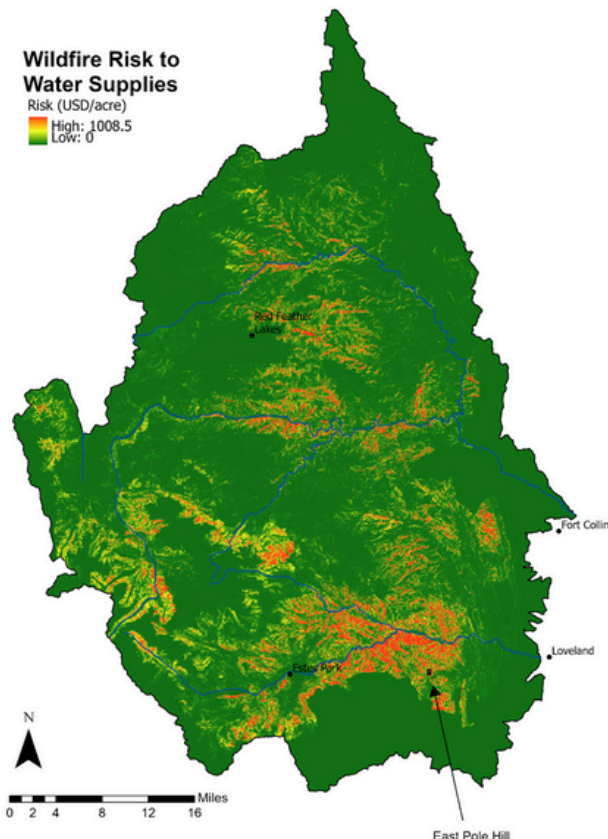 Wildfire Risk to
Water Supplies
Risk (USD/acre)
High: 1008.5
Low: 0
Red Feather
Lakes
Fort Collin
Loveland
Estes Park
N
Miles
0 2 4 8 12 16
East Pole Hill